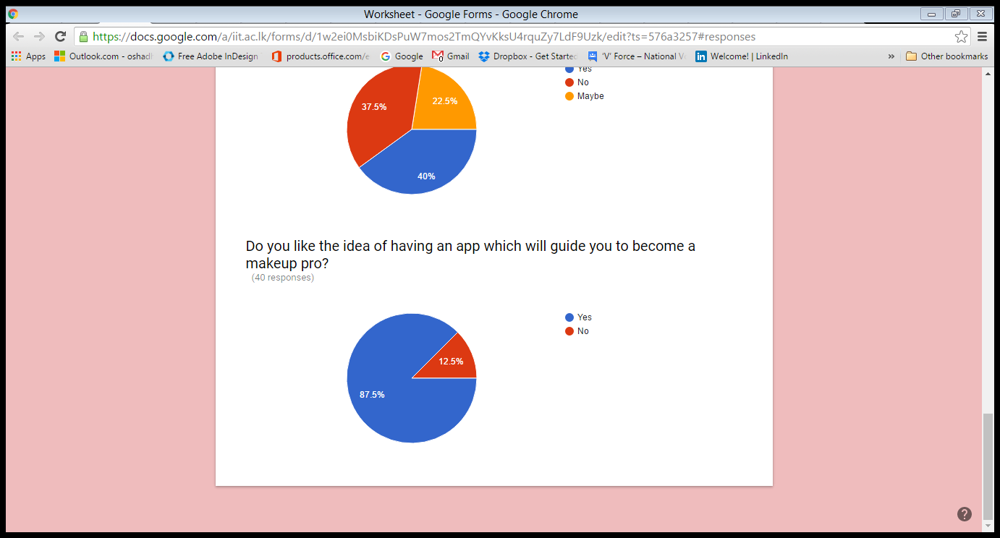 Worksheet - Google Forms - Google Chrome
https://docs.google.com/a/iit.ac.lk/forms/d/1w2ei0MsbiKDsPuW7mos2TmQYvKksU4rquZy7LdF9Uzk/edit?ts=576a3257#responses
Apps Outlook.com - oshad Free Adobe InDesign products.office.com/e Google Gmail Dropbox - Get Started 'V' Force – National V Welcome! | LinkedIn » Other bookmarks
Yes
No
Maybe
37.5%
22.5%
40%
Do you like the idea of having an app which will guide you to become a
makeup pro?
(40 responses)
Yes
No
12.5%
87.5%
?